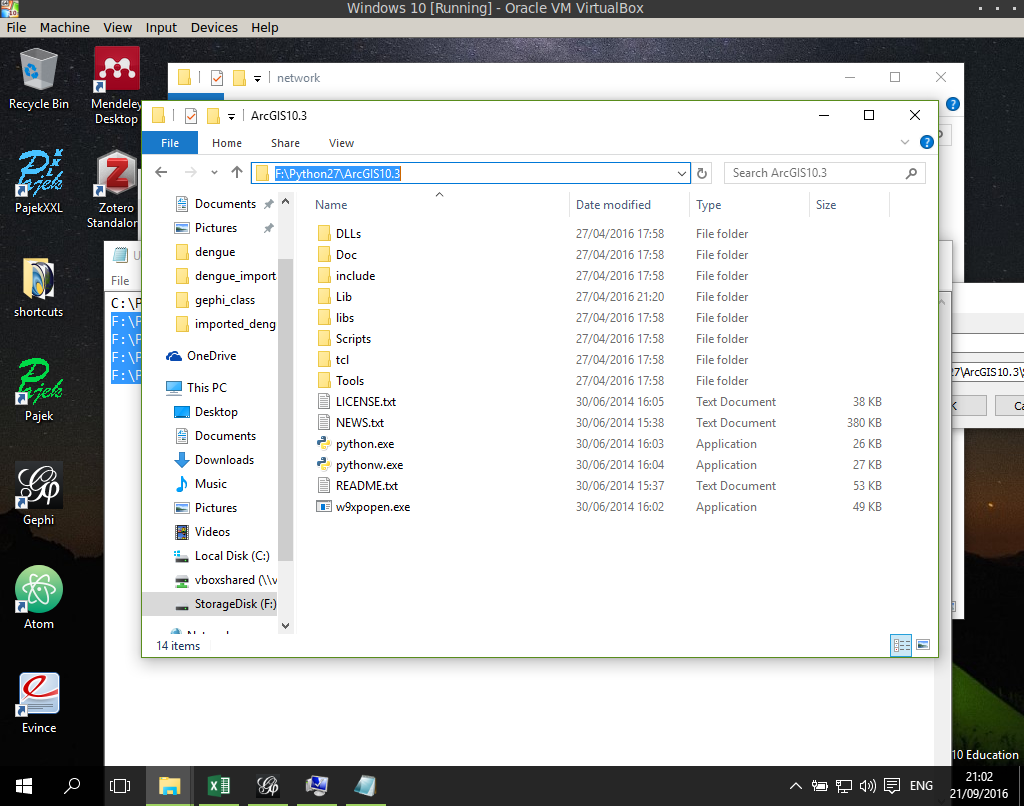 Windows 10 [Running] - Oracle VM VirtualBox
File Machine View Input Devices Help
Recycle Bin
Mendeley
Desktop
PajekXXL
Zotero
Standalon
shortcuts
Pajek
Gephi
Atom
Evince
network
ArcGIS10.3
File Home Share View
F:\Python27\ArcGIS10.3
Search ArcGIS10.3
Documents
Pictures
dengue
dengue_import
gephi_class
imported_deng
OneDrive
This PC
Desktop
Documents
Downloads
Music
Pictures
Videos
Local Disk (C:)
vboxshared (\\v
StorageDisk (F:)
Name Date modified Type Size
DLLs 27/04/2016 17:58 File folder
Doc 27/04/2016 17:58 File folder
include 27/04/2016 17:58 File folder
Lib 27/04/2016 21:20 File folder
libs 27/04/2016 17:58 File folder
Scripts 27/04/2016 17:58 File folder
tcl 27/04/2016 17:58 File folder
Tools 27/04/2016 17:58 File folder
LICENSE.txt 30/06/2014 16:05 Text Document 38 KB
NEWS.txt 30/06/2014 15:38 Text Document 380 KB
python.exe 30/06/2014 16:03 Application 26 KB
pythonw.exe 30/06/2014 16:04 Application 27 KB
README.txt 30/06/2014 15:37 Text Document 53 KB
w9xpopen.exe 30/06/2014 16:02 Application 49 KB
14 items
U
File
C:\P
F:\P
F:\P
F:\P
F:\P
27\ArcGIS10.3\
K
Ca
10 Education
ENG
21:02
21/09/2016